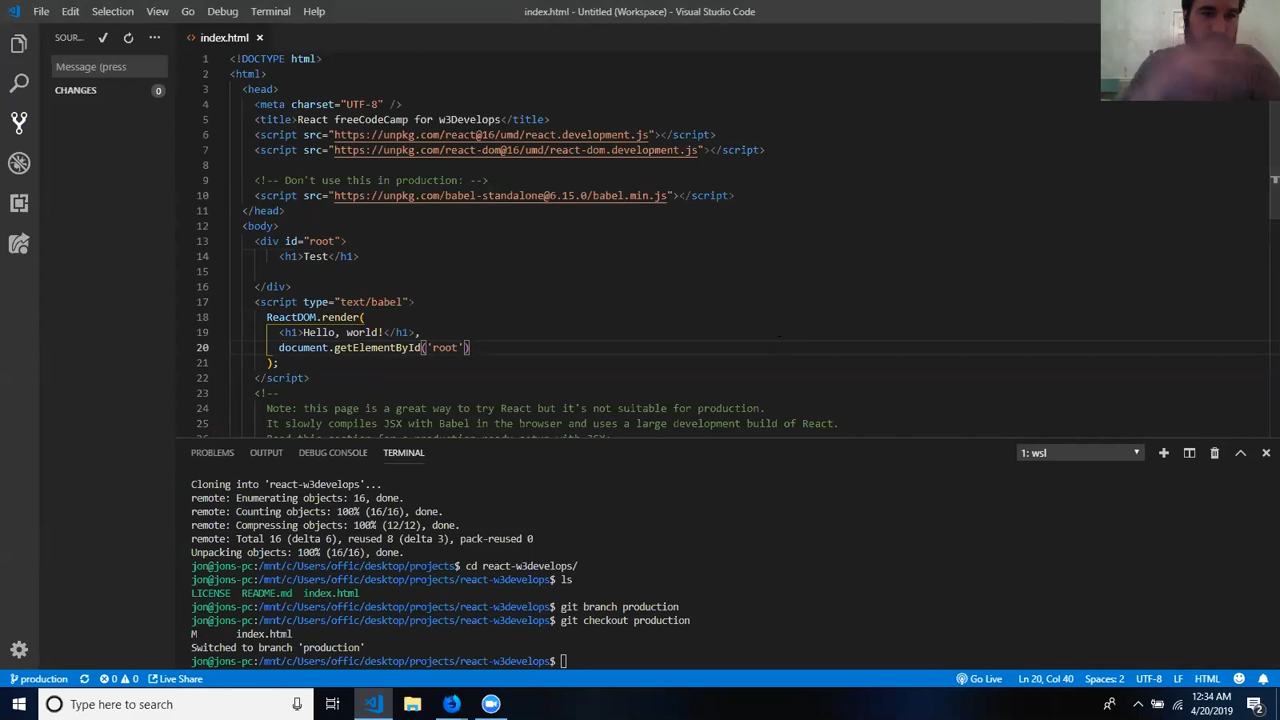 File Edit Selection View Go Debug Terminal Help
index.html - Untitled (Workspace) - Visual Studio Code
SOUR...
Message (press
CHANGES 0
index.html
1 <!DOCTYPE html>
2 <html>
3 <head>
4 <meta charset="UTF-8" />
5 <title>React freeCodeCamp for w3Develops</title>
6 <script src="https://unpkg.com/react@16/umd/react.development.js"></script>
7 <script src="https://unpkg.com/react-dom@16/umd/react-dom.development.js"></script>
8
9 <!-- Don't use this in production: -->
10 <script src="https://unpkg.com/babel-standalone@6.15.0/babel.min.js"></script>
11 </head>
12 <body>
13 <div id="root">
14 <h1>Test</h1>
15
16 </div>
17 <script type="text/babel">
18 ReactDOM.render(
19 <h1>Hello, world!</h1>,
20 document.getElementById('root')
21 );
22 </script>
23 <!--
24 Note: this page is a great way to try React but it's not suitable for production.
25 It slowly compiles JSX with Babel in the browser and uses a large development build of React.
PROBLEMS OUTPUT DEBUG CONSOLE TERMINAL
1: wsl
Cloning into 'react-w3develops'...
remote: Enumerating objects: 16, done.
remote: Counting objects: 100% (16/16), done.
remote: Compressing objects: 100% (12/12), done.
remote: Total 16 (delta 6), reused 8 (delta 3), pack-reused 0
Unpacking objects: 100% (16/16), done.
jon@jons-pc:/mnt/c/Users/offic/desktop/projects$ cd react-w3develops/
jon@jons-pc:/mnt/c/Users/offic/desktop/projects/react-w3develops$ ls
LICENSE README.md index.html
jon@jons-pc:/mnt/c/Users/offic/desktop/projects/react-w3develops$ git branch production
jon@jons-pc:/mnt/c/Users/offic/desktop/projects/react-w3develops$ git checkout production
M index.html
Switched to branch 'production'
jon@jons-pc:/mnt/c/Users/offic/desktop/projects/react-w3develops$
production 0 0 Live Share
Go Live Ln 20, Col 40 Spaces: 2 UTF-8 LF HTML
Type here to search
12:34 AM
4/20/2019
2